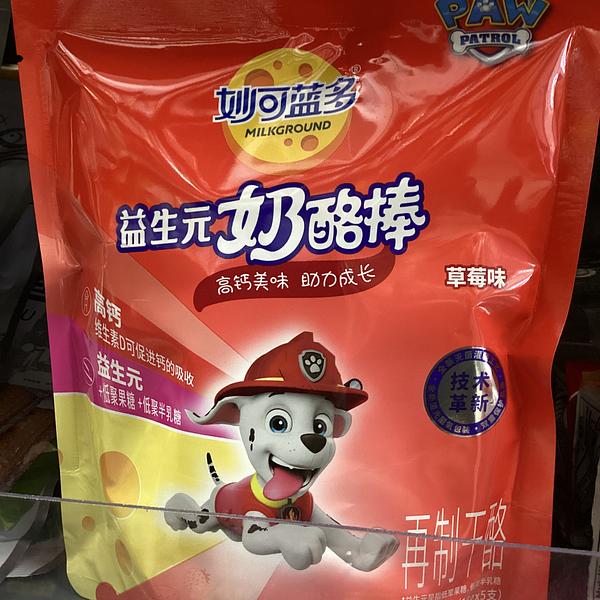 PAW
PATROL
妙可蓝多®
MILKGROUND
益生元奶酪棒
高钙美味 助力成长
草莓味
高钙
维生素D可促进钙的吸收
益生元
+低聚果糖 +低聚半乳糖
技术
革新
再制干酪